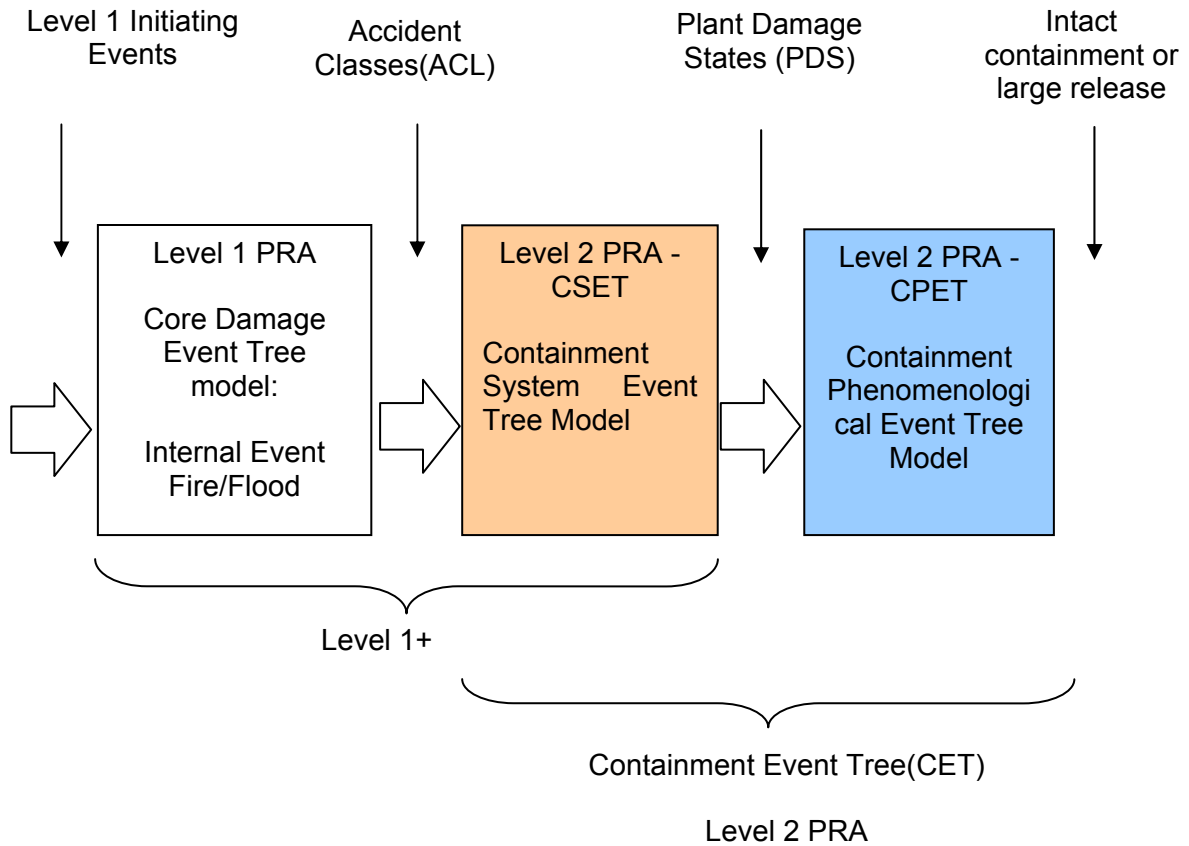 Level 1 Initiating
Events
Accident
Classes(ACL)
Plant Damage
States (PDS)
Intact
containment or
large release
Level 1 PRA
Core Damage
Event Tree
model:
Internal Event
Fire/Flood
Level 2 PRA -
CSET
Containment
System Event
Tree Model
Level 2 PRA -
CPET
Containment
Phenomenologi
cal Event Tree
Model
Level 1+
Containment Event Tree(CET)
Level 2 PRA